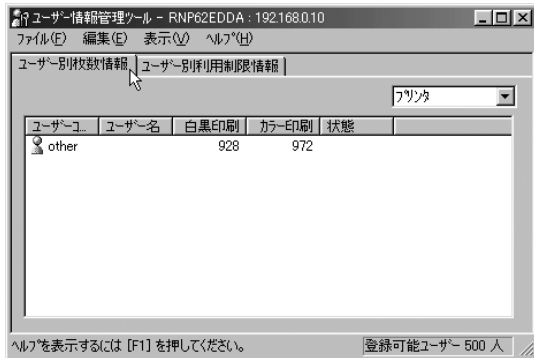 ユーザー情報管理ツール - RNP62EDDA : 192.168.0.10
ファイル(F) 編集(E) 表示(V) ヘルプ(H)
ユーザー別枚数情報 ユーザー別利用制限情報
プリンタ
ユーザーコ... ユーザー名 白黒印刷 カラー印刷 状態
other 928 972
ヘルプを表示するには [F1] を押してください。 登録可能ユーザー 500 人